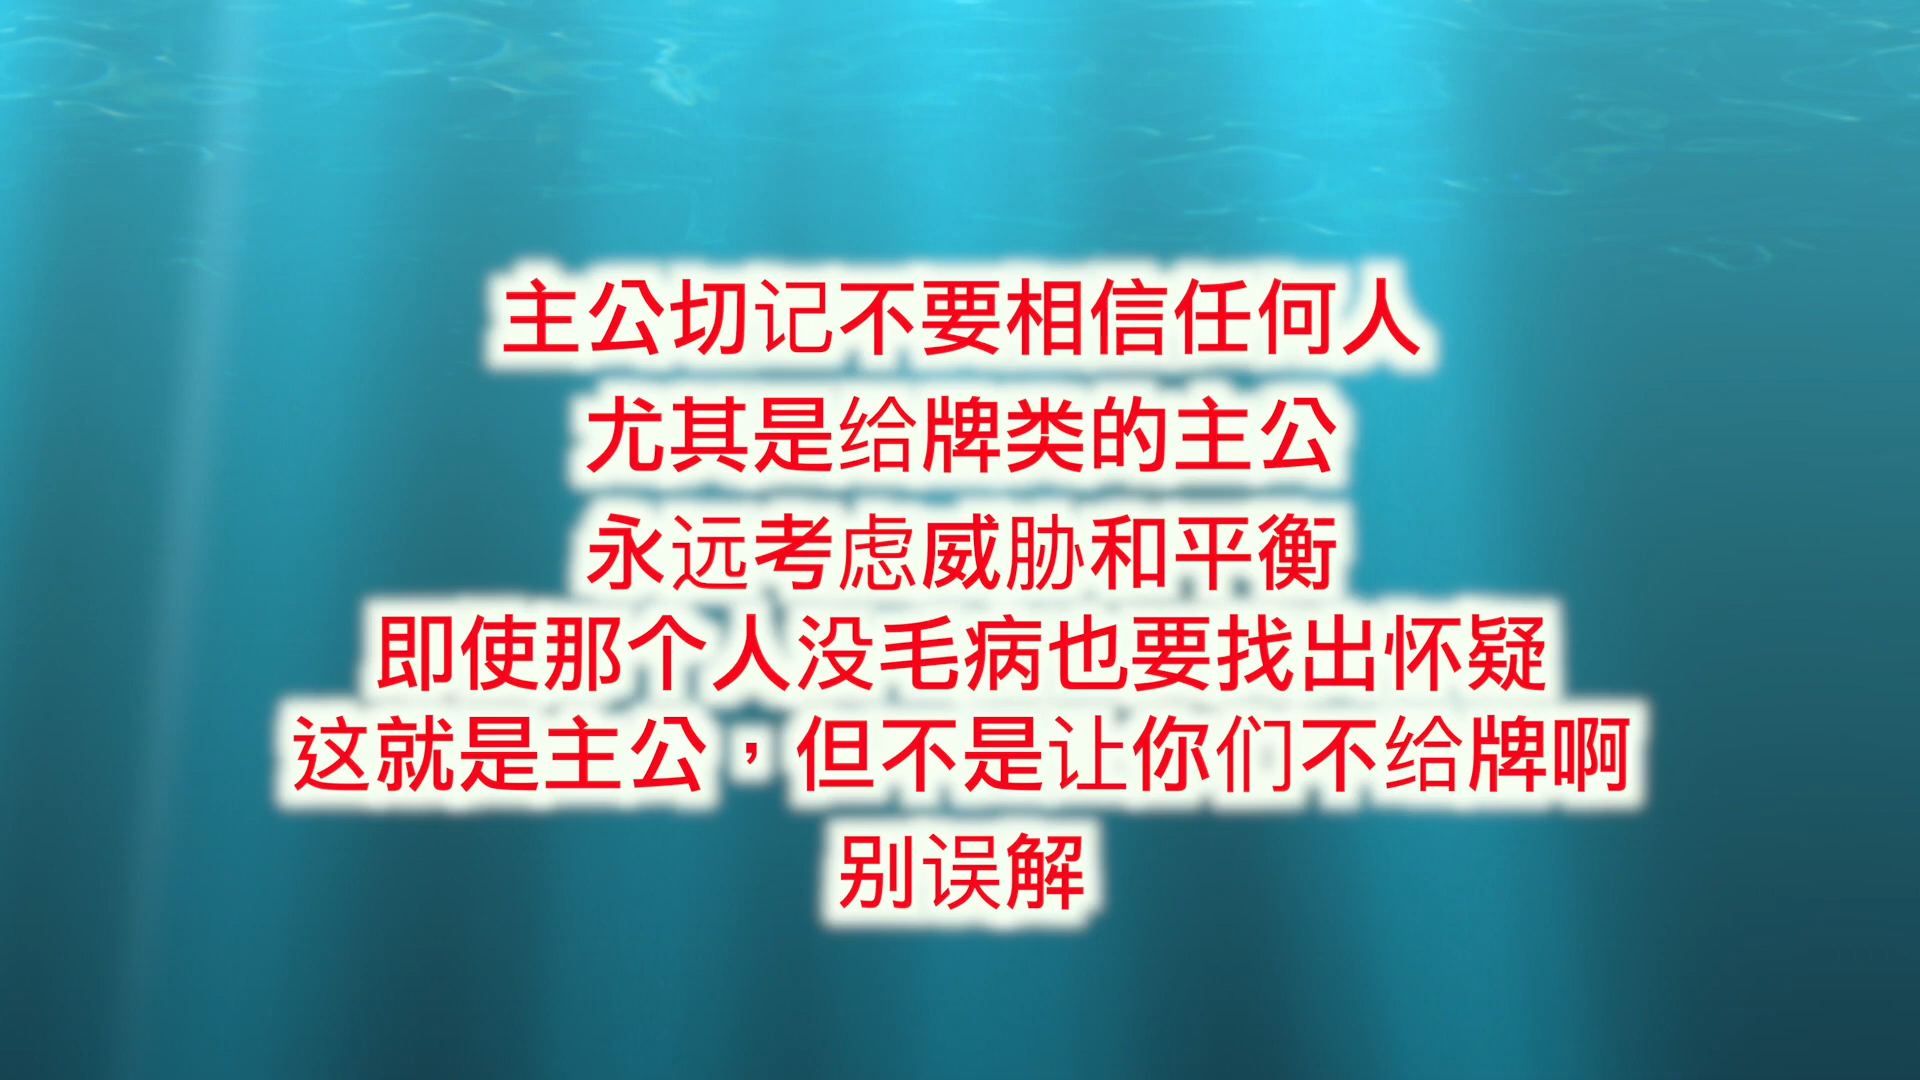 主公切记不要相信任何人
尤其是给牌类的主公
永远考虑威胁和平衡
即使那个人没毛病也要找出怀疑
这就是主公，但不是让你们不给牌啊
别误解